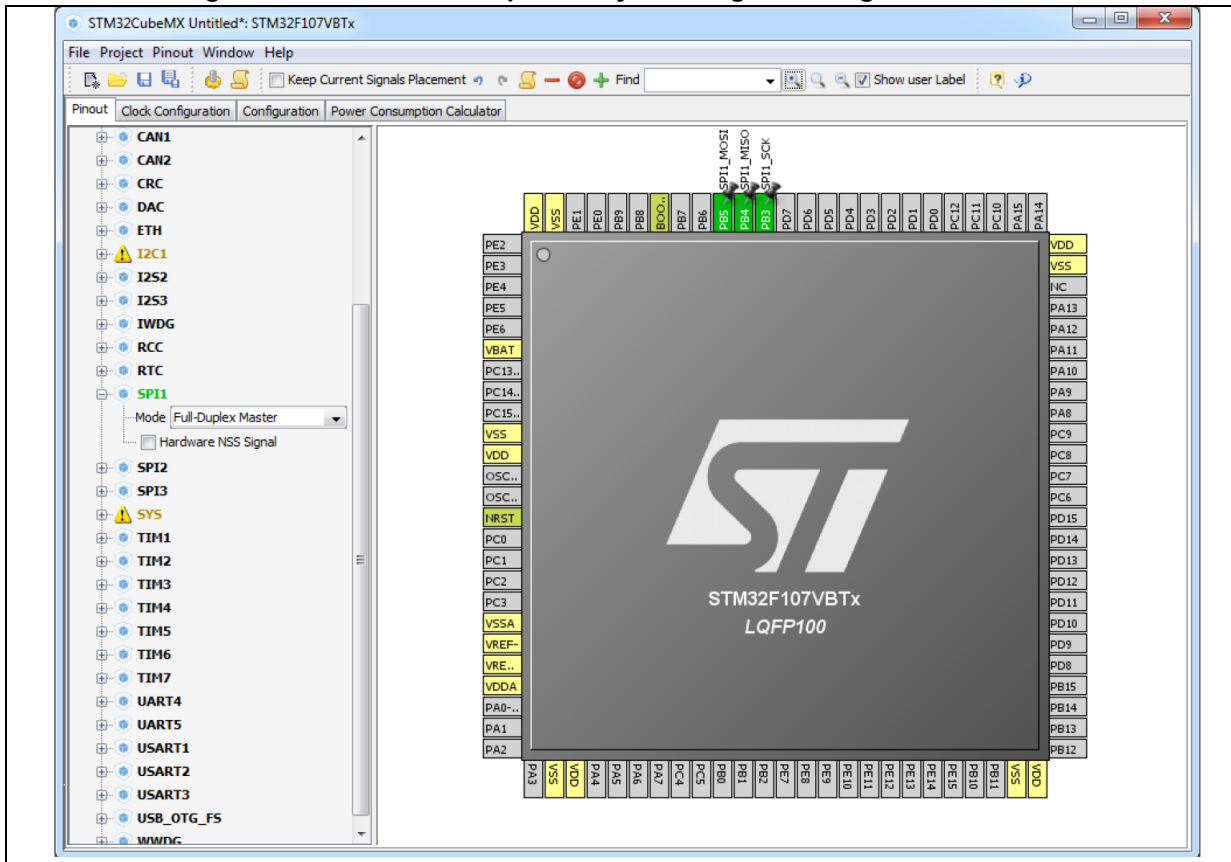 STM32CubeMX Untitled*: STM32F107VBTx
File Project Pinout Window Help
Keep Current Signals Placement Find Show user Label
Pinout Clock Configuration Configuration Power Consumption Calculator
CAN1
CAN2
CRC
DAC
ETH
I2C1
I2S2
I2S3
IWDG
RCC
RTC
SPI1
Mode Full-Duplex Master
Hardware NSS Signal
SPI2
SPI3
SYS
TIM1
TIM2
TIM3
TIM4
TIM5
TIM6
TIM7
UART4
UART5
USART1
USART2
USART3
USB_OTG_FS
WWDG
SPI1_MOSI
SPI1_MISO
SPI1_SCK
VDD
VSS
PE1
PE0
PB9
PB8
BOO..
PB7
PB6
PB5
PB4
PB3
PD7
PD6
PD5
PD4
PD3
PD2
PD1
PD0
PC12
PC11
PC10
PA15
PA14
PE2
PE3
PE4
PE5
PE6
VBAT
PC13..
PC14..
PC15..
VSS
VDD
OSC..
OSC..
NRST
PC0
PC1
PC2
PC3
VSSA
VREF-
VRE..
VDDA
PA0-..
PA1
PA2
ST
STM32F107VBTx
LQFP100
VDD
VSS
NC
PA13
PA12
PA11
PA10
PA9
PA8
PC9
PC8
PC7
PC6
PD15
PD14
PD13
PD12
PD11
PD10
PD9
PD8
PB15
PB14
PB13
PB12
PA3
VSS
VDD
PA4
PA5
PA6
PA7
PC4
PC5
PB0
PB1
PB2
PE7
PE8
PE9
PE10
PE11
PE12
PE13
PE14
PE15
PB10
PB11
VSS
VDD